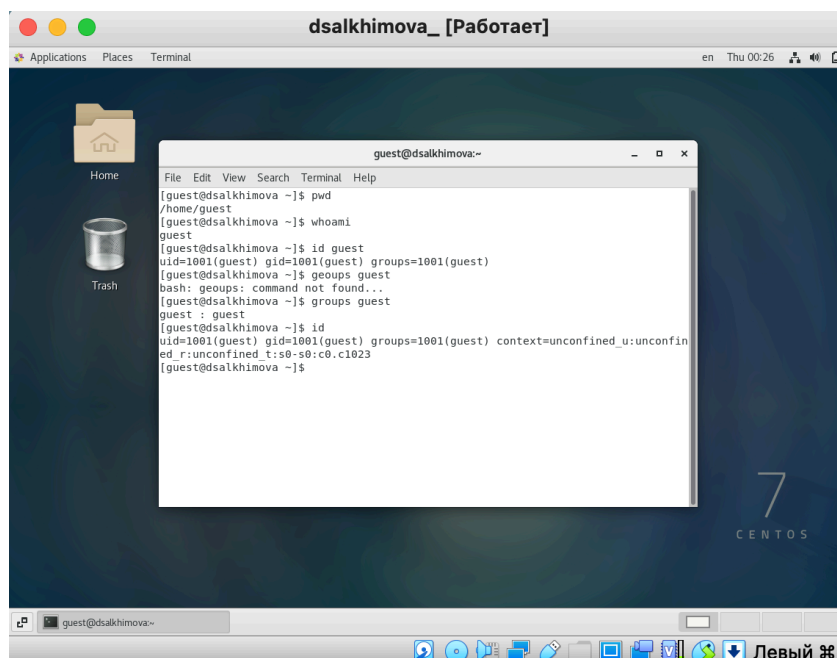 dsalkhimova_ [Работает]
Applications Places Terminal en Thu 00:26
Home
Trash
guest@dsalkhimova:~
File Edit View Search Terminal Help
[guest@dsalkhimova ~]$ pwd
/home/guest
[guest@dsalkhimova ~]$ whoami
guest
[guest@dsalkhimova ~]$ id guest
uid=1001(guest) gid=1001(guest) groups=1001(guest)
[guest@dsalkhimova ~]$ geoups guest
bash: geoups: command not found...
[guest@dsalkhimova ~]$ groups guest
guest : guest
[guest@dsalkhimova ~]$ id
uid=1001(guest) gid=1001(guest) groups=1001(guest) context=unconfined_u:unconfin
ed_r:unconfined_t:s0-s0:c0.c1023
[guest@dsalkhimova ~]$
7
CENTOS
guest@dsalkhimova:~
Левый ⌘